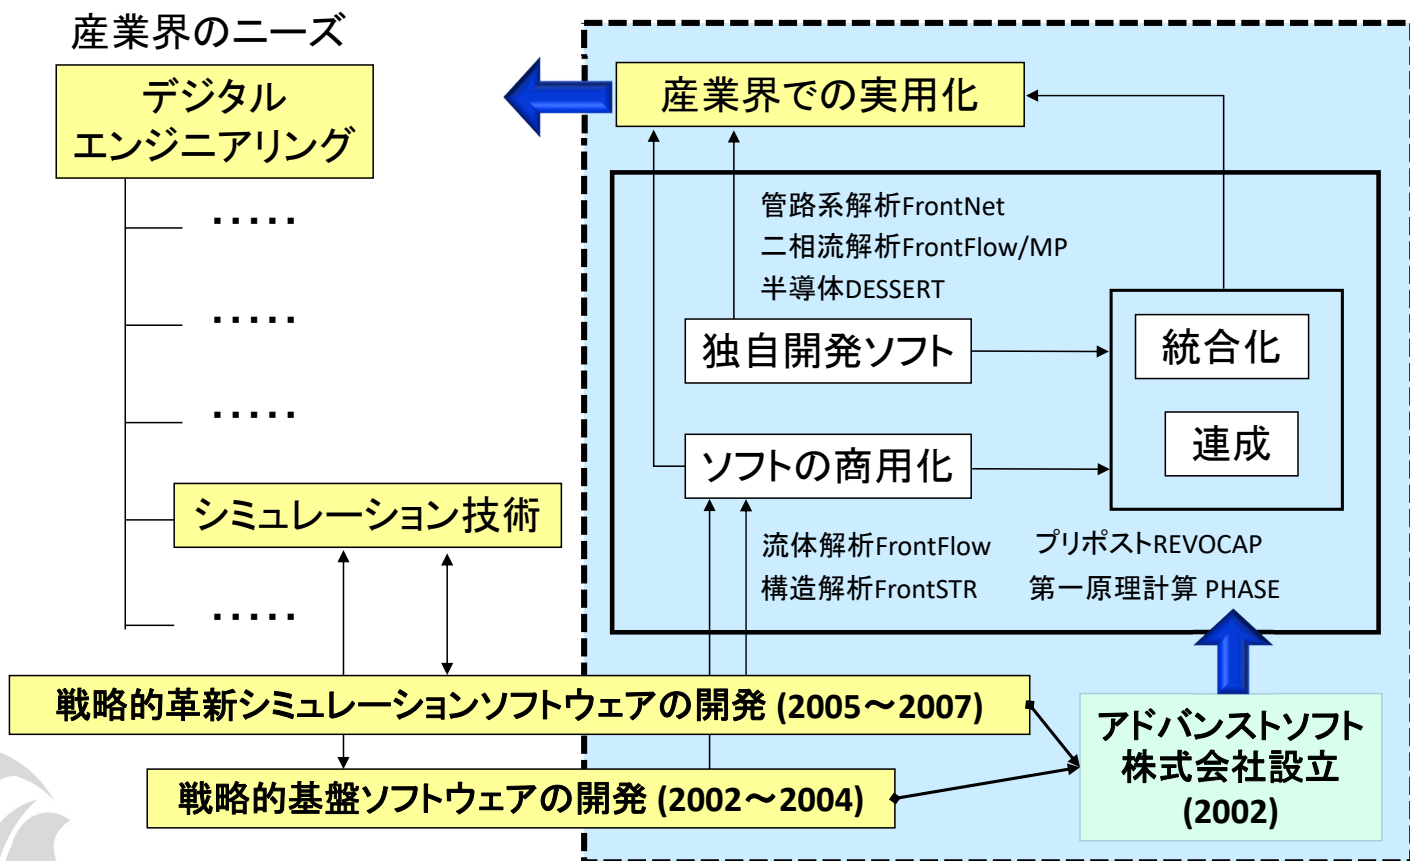 産業界のニーズ
デジタル
エンジニアリング
・・・・・
・・・・・
・・・・・
シミュレーション技術
・・・・・
産業界での実用化
管路系解析FrontNet
二相流解析FrontFlow/MP
半導体DESSERT
独自開発ソフト
統合化
連成
ソフトの商用化
流体解析FrontFlow
プリポストREVOCAP
構造解析FrontSTR
第一原理計算 PHASE
戦略的革新シミュレーションソフトウェアの開発 (2005～2007)
戦略的基盤ソフトウェアの開発 (2002～2004)
アドバンストソフト
株式会社設立
(2002)